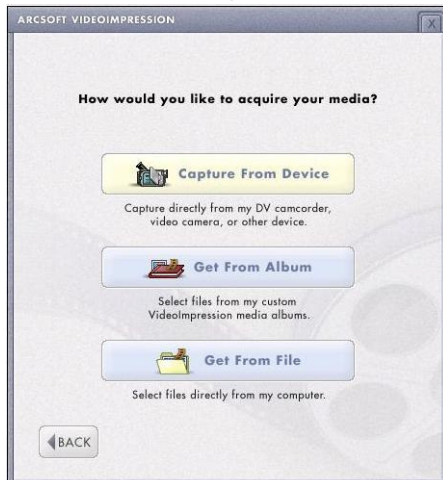 ARCSOFT VIDEOIMPRESSION
X
How would you like to acquire your media?
Capture From Device
Capture directly from my DV camcorder,
video camera, or other device.
Get From Album
Select files from my custom
VideoImpression media albums.
Get From File
Select files directly from my computer.
BACK